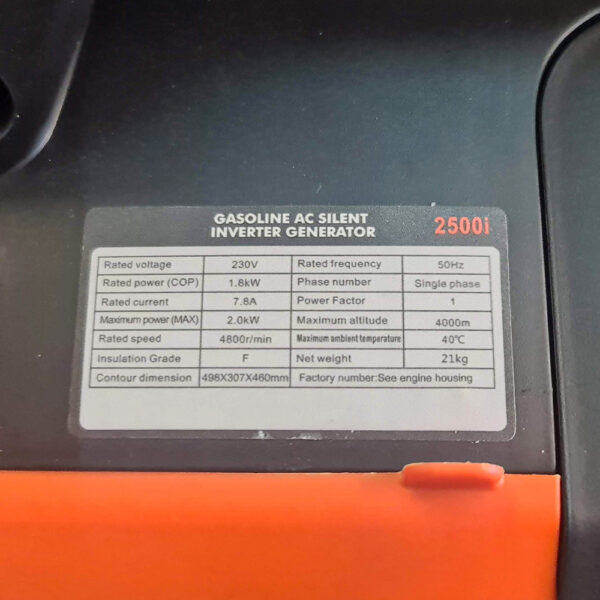 GASOLINE AC SILENT
INVERTER GENERATOR 2500i
Rated voltage 230V Rated frequency 50Hz
Rated power (COP) 1.8kW Phase number Single phase
Rated current 7.8A Power Factor 1
Maximum power (MAX) 2.0kW Maximum altitude 4000m
Rated speed 4800r/min Maximum ambient temperature 40℃
Insulation Grade F Net weight 21kg
Contour dimension 498X307X460mm Factory number:See engine housing